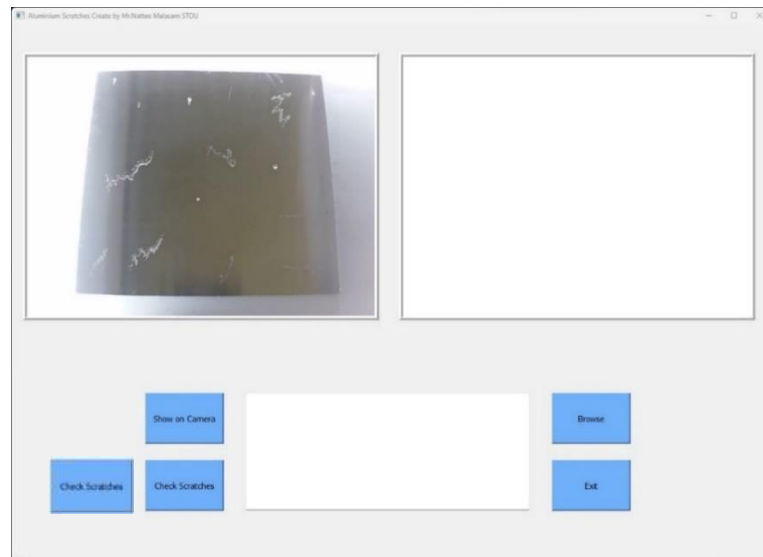 Aluminium Scratches Create by Mr.Nattee Malasam STOU
Show on Camera
Browse
Check Scratches
Check Scratches
Exit